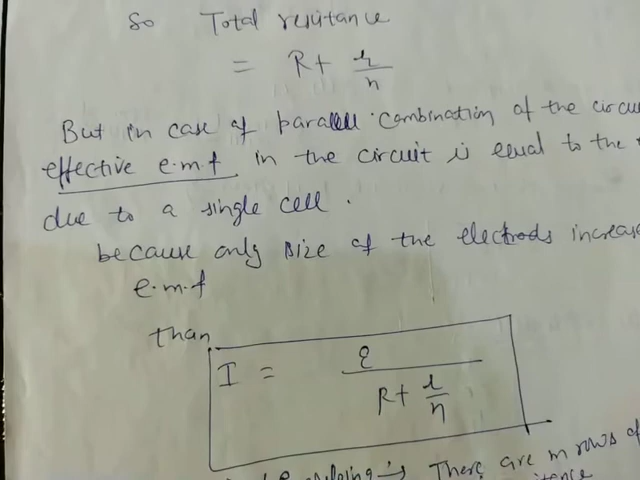 So Total resistance
= R + r/n
But in case of parallel combination of the circu
effective e.m.f in the circuit is equal to the
due to a single cell.
because only size of the electrods increase
e.m.f
than
I = ε / (R + r/n)
There are m rows of